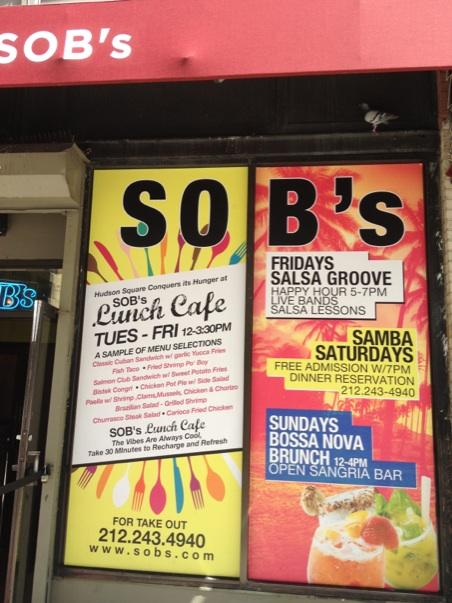 SOB's
B's
SO B's
Hudson Square Conquers its Hunger at
SOB's
Lunch Cafe
TUES - FRI 12-3:30PM
A SAMPLE OF MENU SELECTIONS
Classic Cuban Sandwich w/ garlic Yucca Fries
Fish Taco • Fried Shrimp Po' Boy
Salmon Club Sandwich w/ Sweet Potato Fries
Bistek Congri • Chicken Pot Pie w/ Side Salad
Paella w/ Shrimp ,Clams,Mussels, Chicken & Chorizo
Brazilian Salad - Grilled Shrimp
Churrasco Steak Salad • Carioca Fried Chicken
SOB's Lunch Cafe
The Vibes Are Always Cool,
Take 30 MInutes to Recharge and Refresh
FOR TAKE OUT
212.243.4940
www.sobs.com
FRIDAYS
SALSA GROOVE
HAPPY HOUR 5-7PM
LIVE BANDS
SALSA LESSONS
SAMBA
SATURDAYS
FREE ADMISSION W/7PM
DINNER RESERVATION
212.243-4940
SUNDAYS
BOSSA NOVA
BRUNCH 12-4PM
OPEN SANGRIA BAR